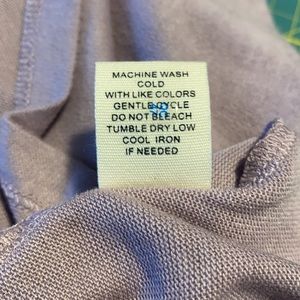 MACHINE WASH
COLD
WITH LIKE COLORS
GENTLE CYCLE
DO NOT BLEACH
TUMBLE DRY LOW
COOL IRON
IF NEEDED